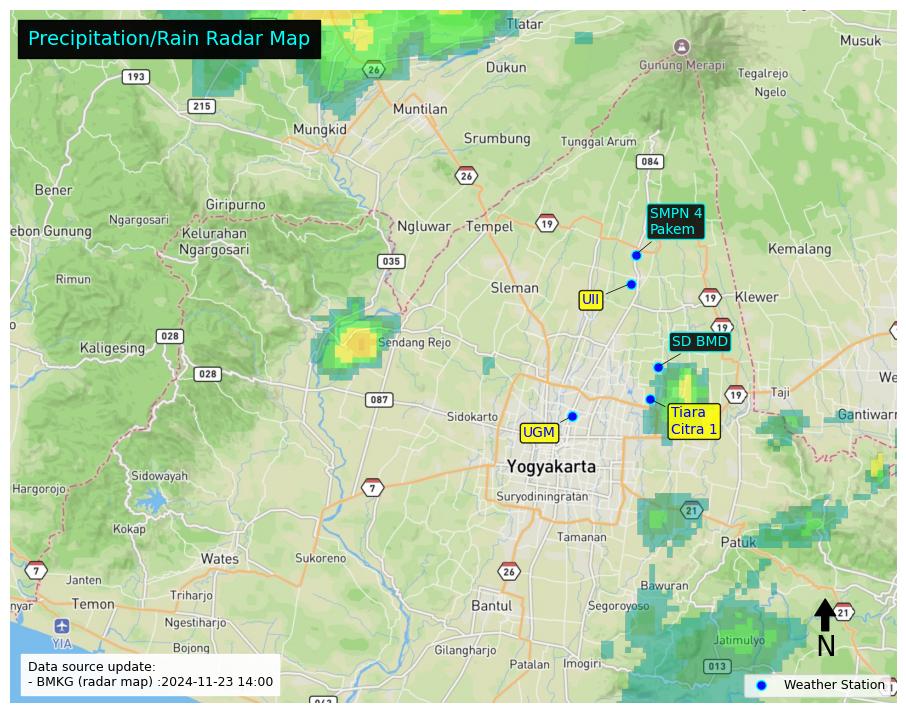 Precipitation/Rain Radar Map
Tlatar
Musuk
Gunung Merapi
26
Dukun
Tegalrejo
193
Ngelo
215
Muntilan
Mungkid
Srumbung
Tunggal Arum
084
26
Bener
Giripurno
SMPN 4
Pakem
Ngargosari
Ngluwar
Tempel
19
ebon Gunung
Kelurahan
Ngargosari
Kemalang
035
Rimun
Sleman
UII
19
Klewer
19
028
Kaligesing
Sendang Rejo
SD BMD
028
We
087
19
Taji
Sidokarto
Tiara
Citra 1
Gantiwarn
UGM
Yogyakarta
Sidowayah
Hargorojo
7
Suryodiningratan
21
Kokap
Tamanan
Patuk
Wates
Sukoreno
7
Janten
26
Bawuran
Triharjo
nyar
Temon
Bantul
Segoroyoso
21
Ngestiharjo
YIA
Jatimulyo
N
Bojong
Gilangharjo
Patalan
Imogiri
013
Data source update:
- BMKG (radar map) :2024-11-23 14:00
Weather Station